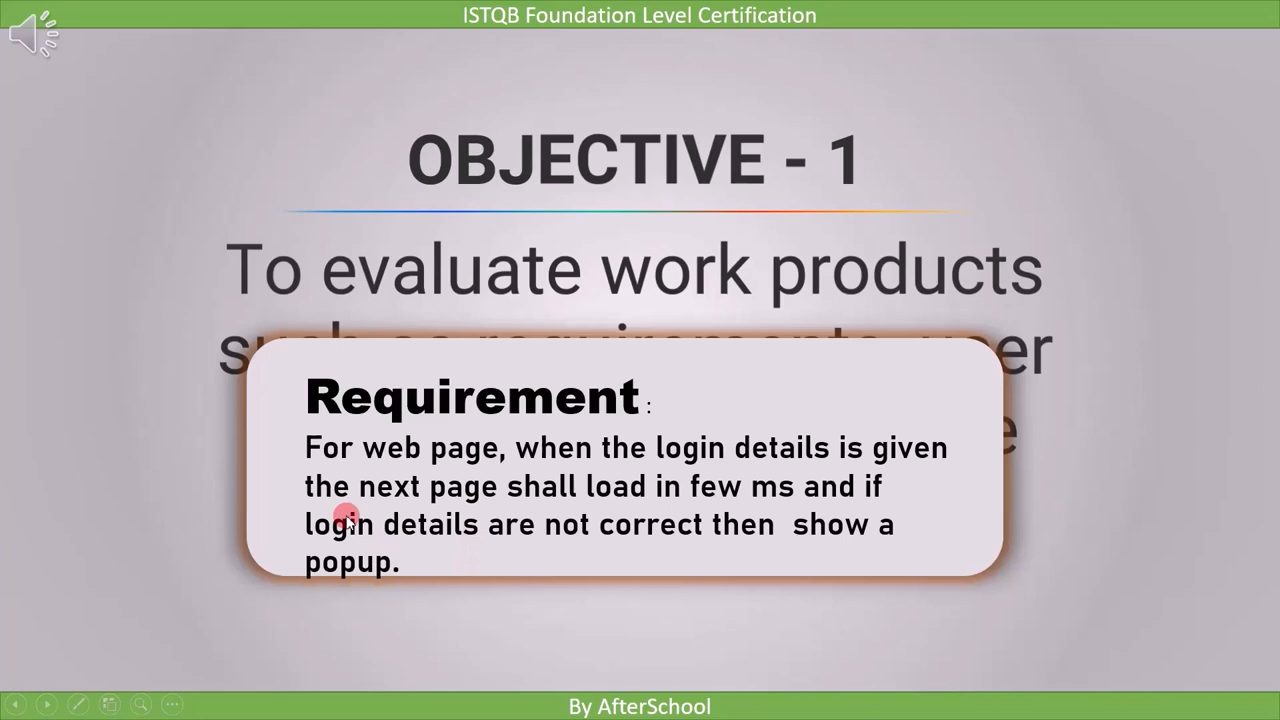 ISTQB Foundation Level Certification
OBJECTIVE - 1
To evaluate work products
Requirement :
For web page, when the login details is given
the next page shall load in few ms and if
login details are not correct then show a
popup.
By AfterSchool